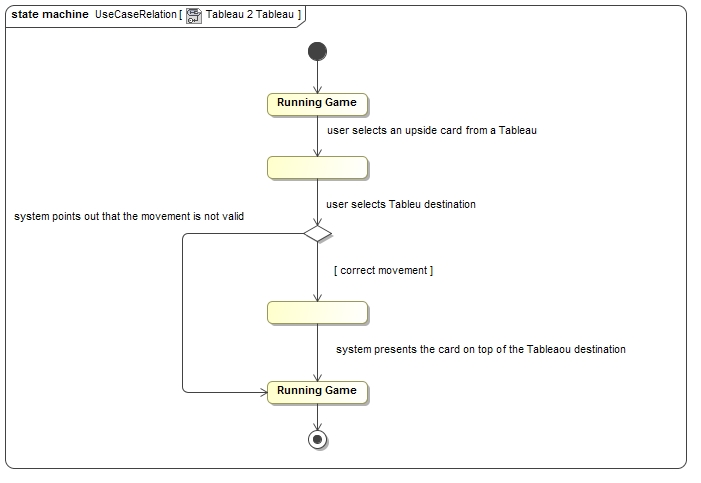 state machine UseCaseRelation [ Tableau 2 Tableau ]
Running Game
user selects an upside card from a Tableau
user selects Tableu destination
system points out that the movement is not valid
[ correct movement ]
system presents the card on top of the Tableaou destination
Running Game